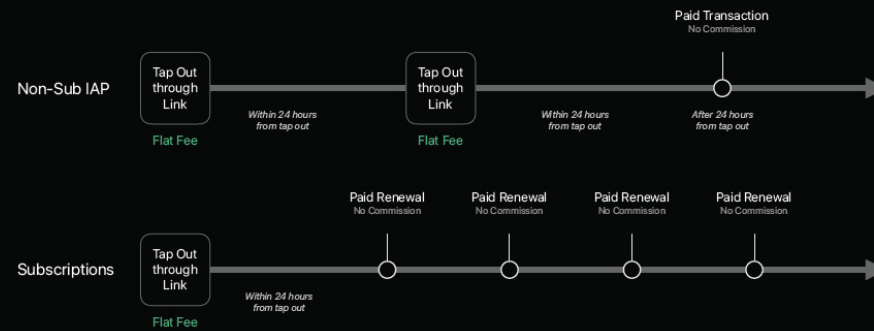 Paid Transaction
No Commission
Non-Sub IAP
Tap Out
through
Link
Tap Out
through
Link
Within 24 hours
from tap out
Within 24 hours
from tap out
After 24 hours
from tap out
Flat Fee
Flat Fee
Paid Renewal
No Commission
Paid Renewal
No Commission
Paid Renewal
No Commission
Paid Renewal
No Commission
Subscriptions
Tap Out
through
Link
Within 24 hours
from tap out
Flat Fee